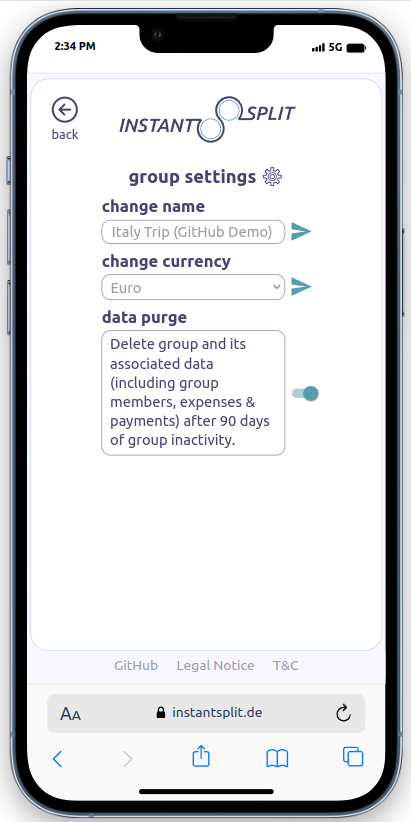 2:34 PM
5G
back
INSTANT SPLIT
group settings
change name
Italy Trip (GitHub Demo)
change currency
Euro
data purge
Delete group and its
associated data
(including group
members, expenses &
payments) after 90 days
of group inactivity.
GitHub Legal Notice T&C
AA instantsplit.de